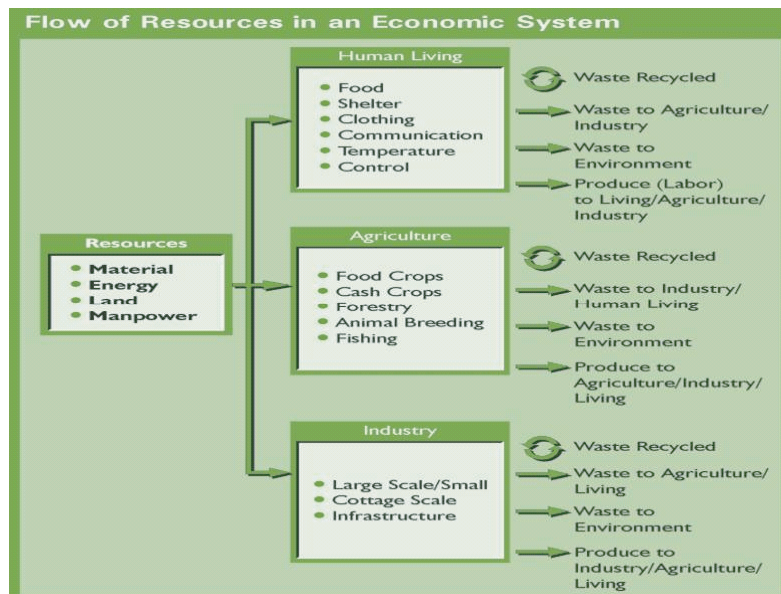 Flow of Resources in an Economic System
Human Living
Food
Shelter
Clothing
Communication
Temperature
Control
Waste Recycled
Waste to Agriculture/
Industry
Waste to
Environment
Produce (Labor)
to Living/Agriculture/
Industry
Resources
Material
Energy
Land
Manpower
Agriculture
Food Crops
Cash Crops
Forestry
Animal Breeding
Fishing
Waste Recycled
Waste to Industry/
Human Living
Waste to
Environment
Produce to
Agriculture/Industry/
Living
Industry
Large Scale/Small
Cottage Scale
Infrastructure
Waste Recycled
Waste to Agriculture/
Living
Waste to
Environment
Produce to
Industry/Agriculture/
Living